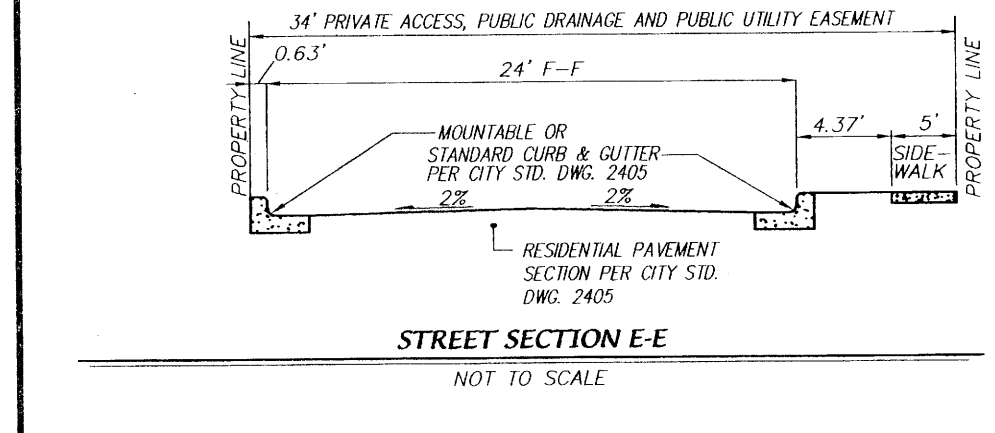 34' PRIVATE ACCESS, PUBLIC DRAINAGE AND PUBLIC UTILITY EASEMENT
PROPERTY LINE
0.63'
24' F-F
4.37'
5'
SIDE-
WALK
PROPERTY LINE
MOUNTABLE OR
STANDARD CURB & GUTTER
PER CITY STD. DWG. 2405
2%
2%
RESIDENTIAL PAVEMENT
SECTION PER CITY STD.
DWG. 2405
STREET SECTION E-E
NOT TO SCALE